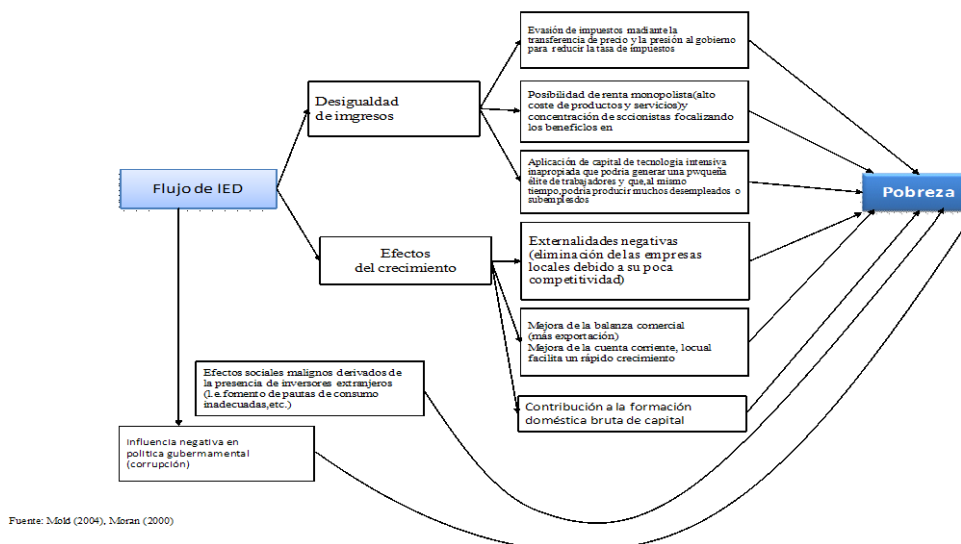 Evasión de impuestos madiante la
transferencia de precio y la presión al gobierno
para reducir la tasa de impuestos
Desigualdad
de imgresos
Posibilidad de renta monopolista(alto
coste de productos y servicios)y
concentración de sccionistas focalizando
los beneficlos en
Aplicación de capital de tecnologia intensiva
inapropiada que podria generar una pwqueña
élite de trabajadores y que,al mismo
tiempo,podria producir muchos desempleados o
subemplesdos
Flujo de IED
Pobreza
Efectos
del crecimiento
Externalidades negativas
(eliminación de las empresas
locales debido a su poca
competitividad)
Mejora de la balanza comercial
(más exportación)
Mejora de la cuenta corriente, locual
facilita un rápido crecimiento
Efectos sociales malignos derivados de
la presencia de inversores extranjeros
(I.e.fomento de pautas de consumo
inadecuadas,etc.)
Contribución a la formación
doméstica bruta de capital
Influencia negativa en
política gubermamental
(corrupción)
Fuente: Mold (2004), Moran (2000)